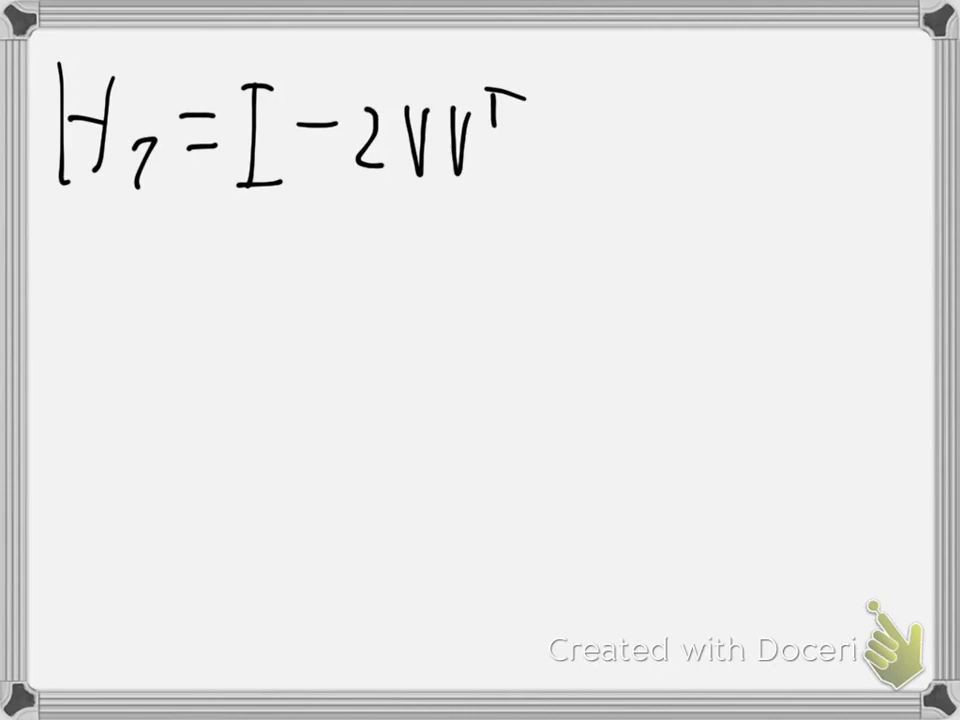 H₇ = I - 2vvᵀ
Created with Doceri